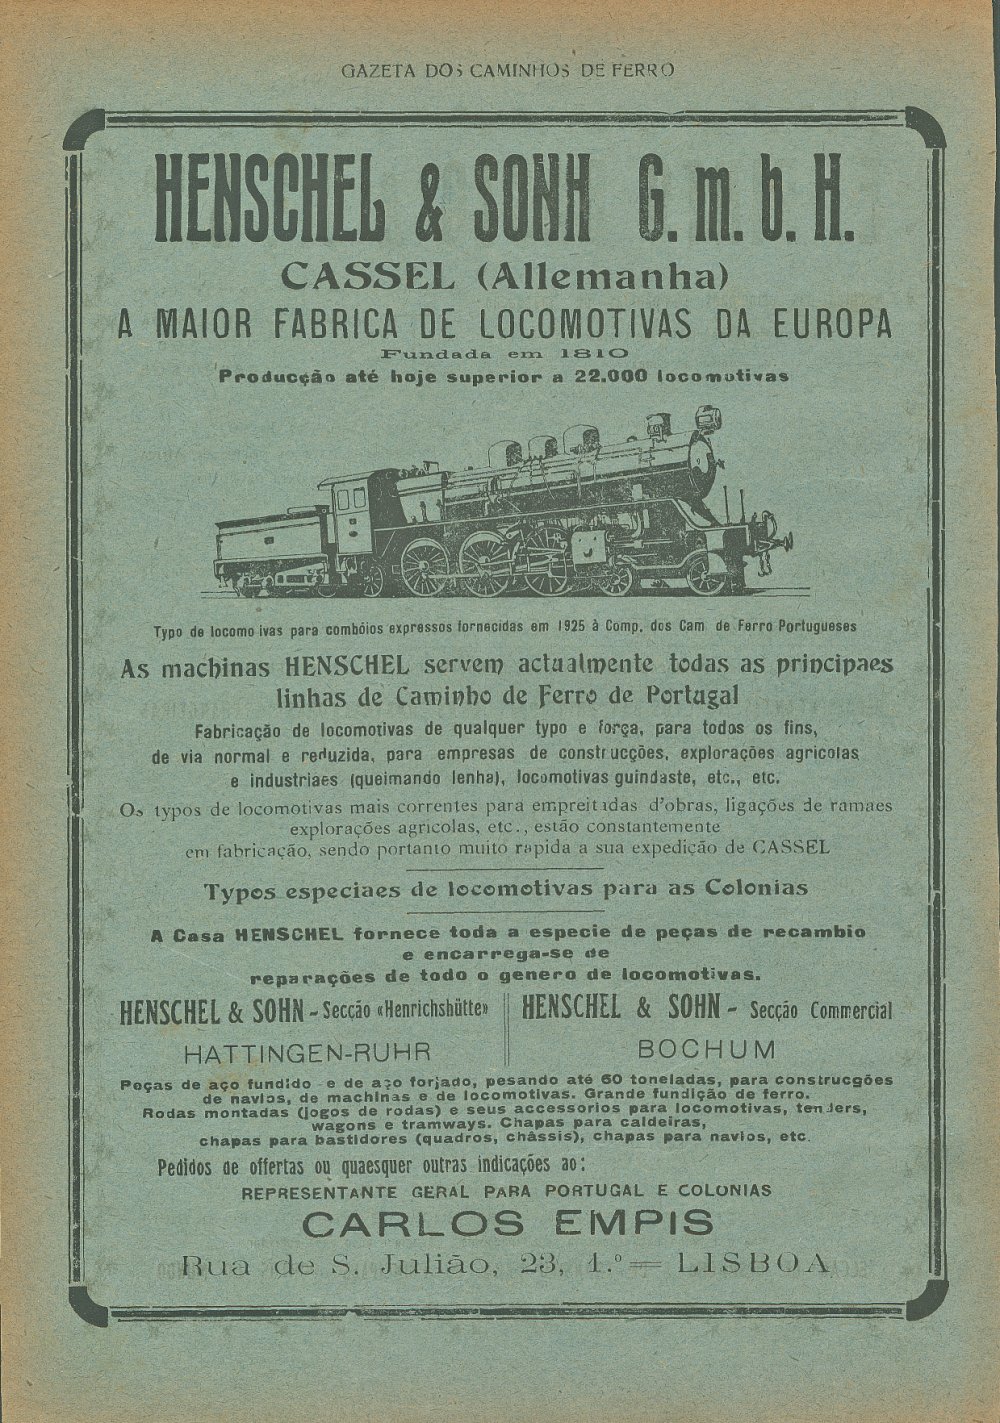 GAZETA DOS CAMINHOS DE FERRO
HENSCHEL & SOHN G. m. b. H.
CASSEL (Allemanha)
A MAIOR FABRICA DE LOCOMOTIVAS DA EUROPA
Fundada em 1810
Producção até hoje superior a 22.000 locomotivas
Typo de locomo ivas para combóios expressos fornecidas em 1925 à Comp. dos Cam. de Ferro Portugueses
As machinas HENSCHEL servem actualmente todas as principaes
linhas de Caminho de Ferro de Portugal
Fabricação de locomotivas de qualquer typo e força, para todos os fins,
de via normal e reduzida, para empresas de construcções, explorações agricolas
e industriaes (queimando lenha), locomotivas guindaste, etc., etc.
Os typos de locomotivas mais correntes para empreitadas d'obras, ligações de ramaes
explorações agricolas, etc., estão constantemente
em fabricação, sendo portanto muito rapida a sua expedição de CASSEL
Typos especiaes de locomotivas para as Colonias
A Casa HENSCHEL fornece toda a especie de peças de recambio
e encarrega-se de
reparações de todo o genero de locomotivas.
HENSCHEL & SOHN - Secção «Henrichshütte»
HATTINGEN-RUHR
HENSCHEL & SOHN - Secção Commercial
BOCHUM
Peças de aço fundido e de aço forjado, pesando até 60 toneladas, para construcções
de navios, de machinas e de locomotivas. Grande fundição de ferro.
Rodas montadas (jogos de rodas) e seus accessorios para locomotivas, tenders,
wagons e tramways. Chapas para caldeiras,
chapas para bastidores (quadros, châssis), chapas para navios, etc.
Pedidos de offertas ou quaesquer outras indicações ao:
REPRESENTANTE GERAL PARA PORTUGAL E COLONIAS
CARLOS EMPIS
Rua de S. Julião, 23, 1.º = LISBOA